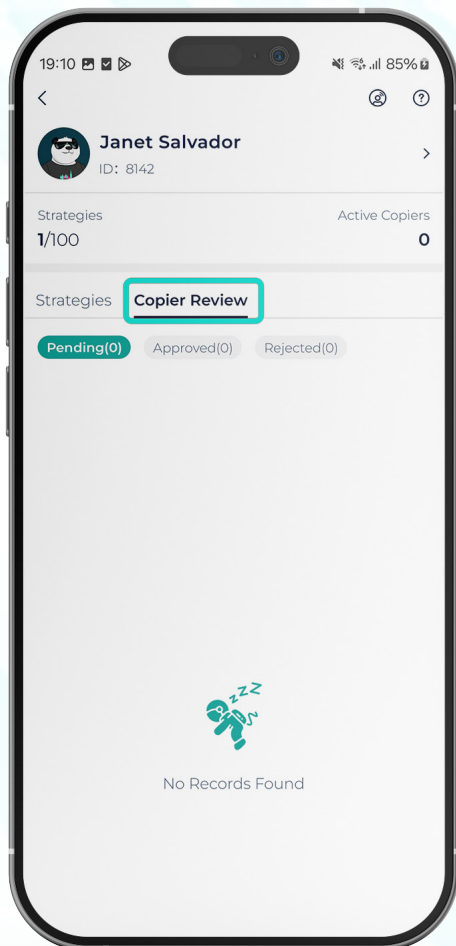 19:10 85%
Janet Salvador
ID: 8142
Strategies Active Copiers
1/100 0
Strategies Copier Review
Pending(0) Approved(0) Rejected(0)
zzZZ
No Records Found